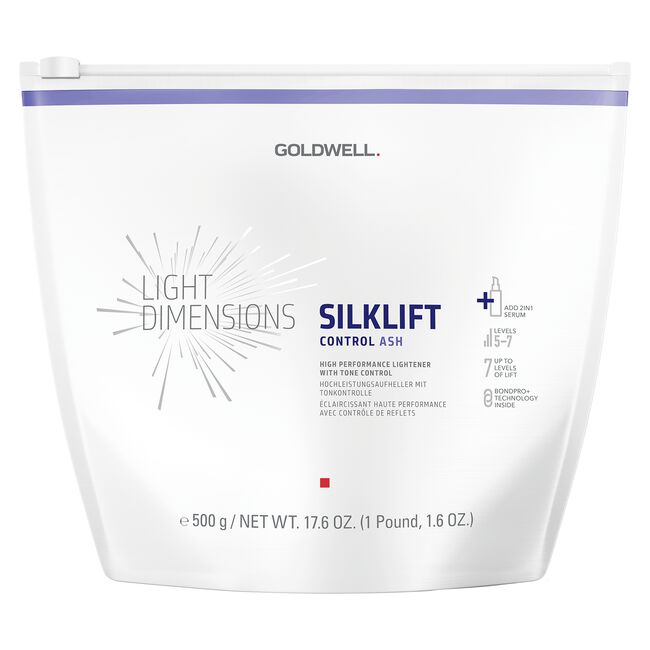 GOLDWELL.
LIGHT
DIMENSIONS
SILKLIFT
CONTROL ASH
HIGH PERFORMANCE LIGHTENER
WITH TONE CONTROL
HOCHLEISTUNGSAUFHELLER MIT
TONKONTROLLE
ÉCLAIRCISSANT HAUTE PERFORMANCE
AVEC CONTRÔLE DE REFLETS
+ ADD 2IN1
SERUM
LEVELS
5–7
7 UP TO
LEVELS
OF LIFT
BONDPRO+
TECHNOLOGY
INSIDE
℮ 500 g / NET WT. 17.6 OZ. (1 Pound, 1.6 OZ.)